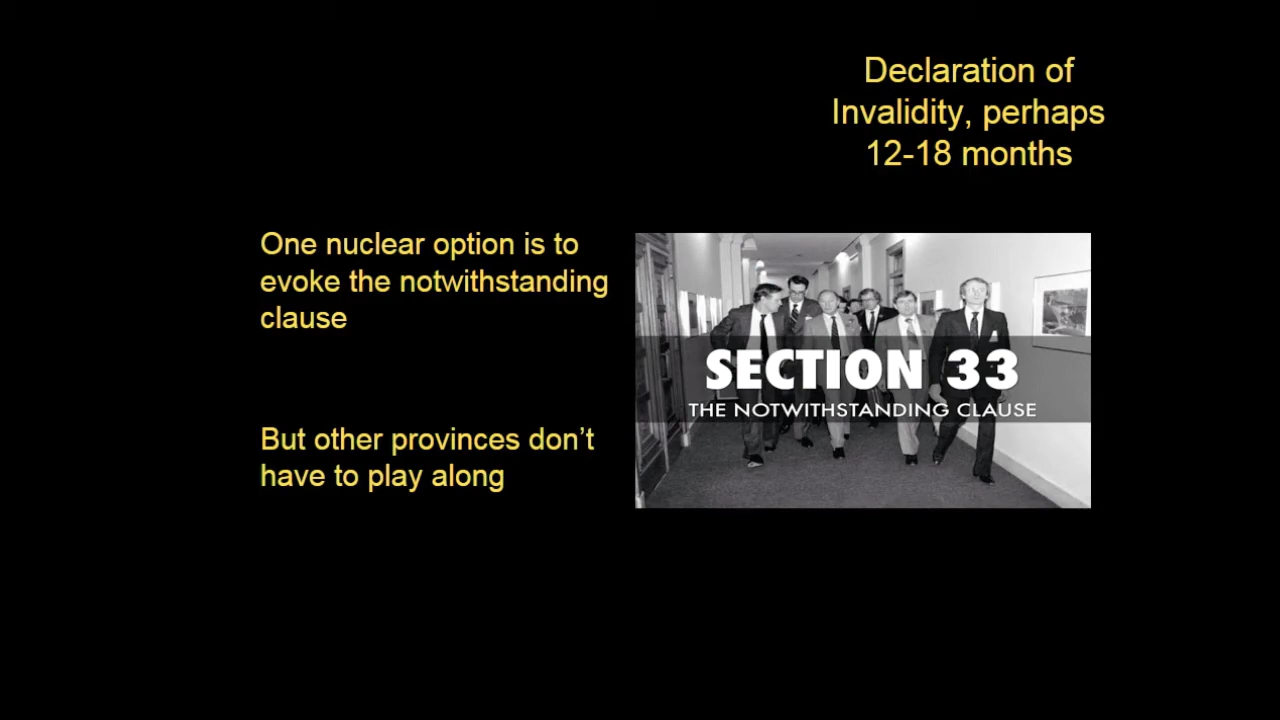 Declaration of
Invalidity, perhaps
12-18 months
One nuclear option is to
evoke the notwithstanding
clause
SECTION 33
THE NOTWITHSTANDING CLAUSE
But other provinces don’t
have to play along